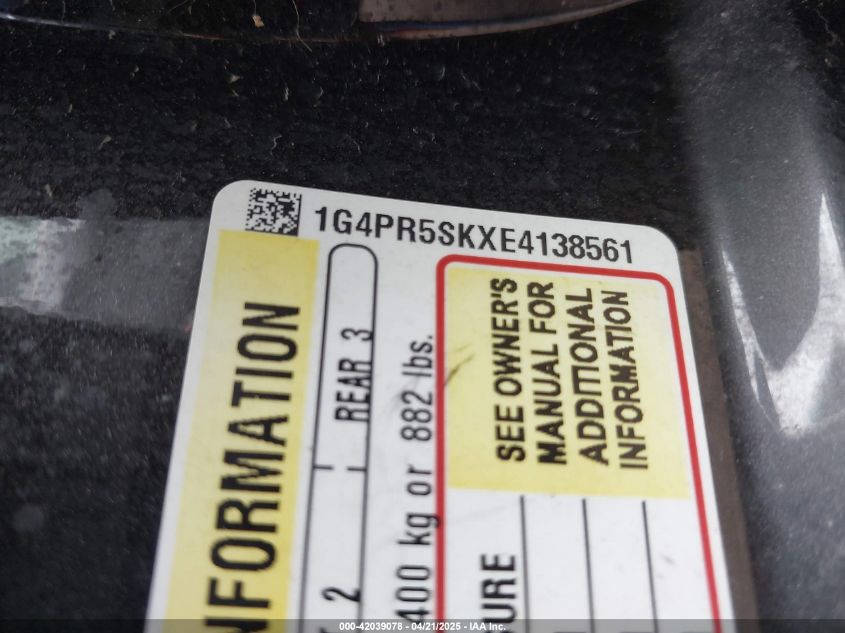 1G4PR5SKXE4138561
INFORMATION
REAR 3
2
400 kg or 882 lbs.
SEE OWNER'S
MANUAL FOR
ADDITIONAL
INFORMATION
000-42039078 - 04/21/2025 - IAA Inc.